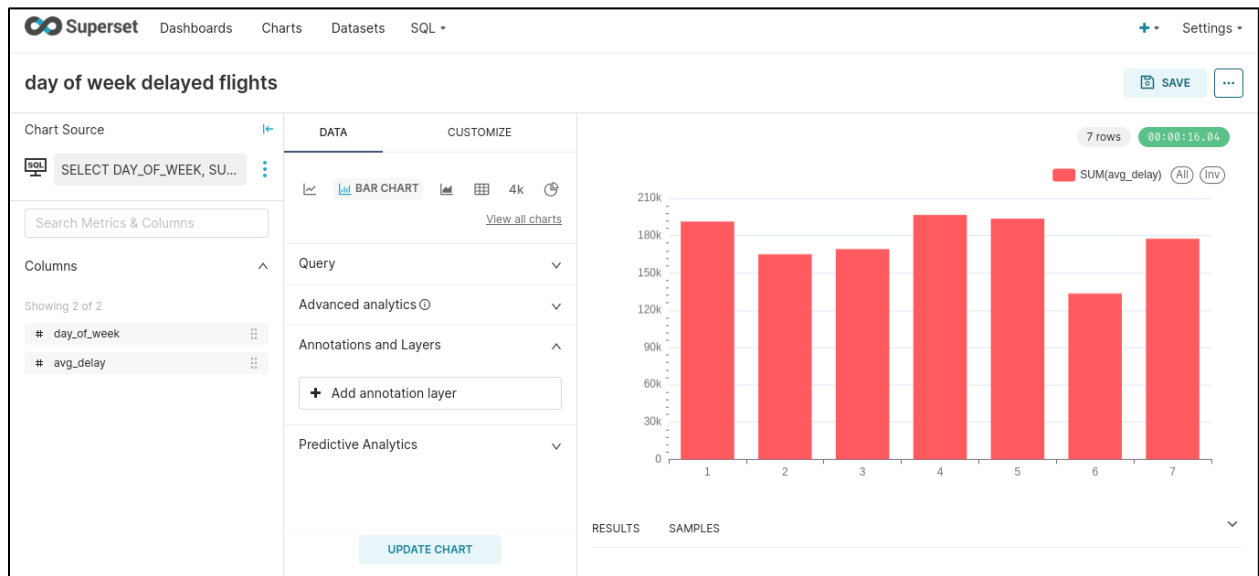 Superset Dashboards Charts Datasets SQL Settings
day of week delayed flights
SAVE
Chart Source
SQL
SELECT DAY_OF_WEEK, SU...
Search Metrics & Columns
Columns
Showing 2 of 2
# day_of_week
# avg_delay
DATA CUSTOMIZE
BAR CHART 4k
View all charts
Query
Advanced analytics
Annotations and Layers
+ Add annotation layer
Predictive Analytics
UPDATE CHART
7 rows 00:00:16.04
SUM(avg_delay) All Inv
210k
180k
150k
120k
90k
60k
30k
0
1 2 3 4 5 6 7
RESULTS SAMPLES